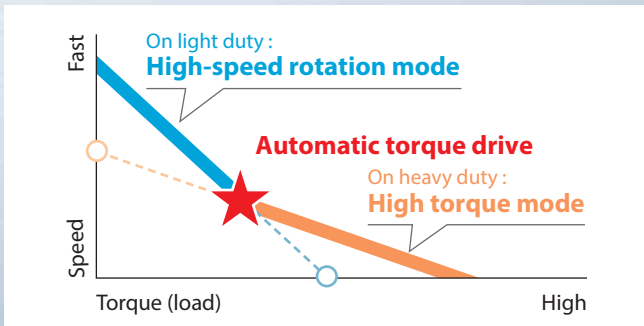 Fast
On light duty :
High-speed rotation mode
Automatic torque drive
On heavy duty :
High torque mode
Speed
Torque (load)
High